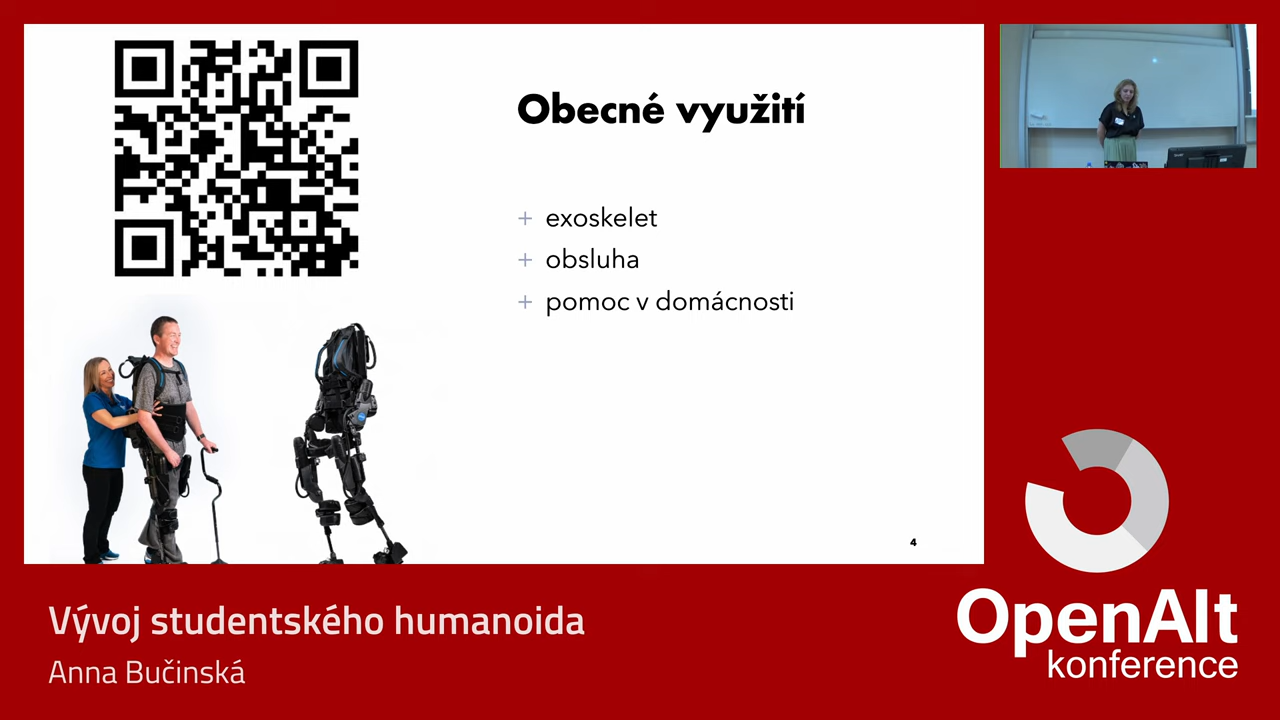 Obecné využití
+ exoskelet
+ obsluha
+ pomoc v domácnosti
4
Vývoj studentského humanoida
Anna Bučinská
OpenAlt
konference